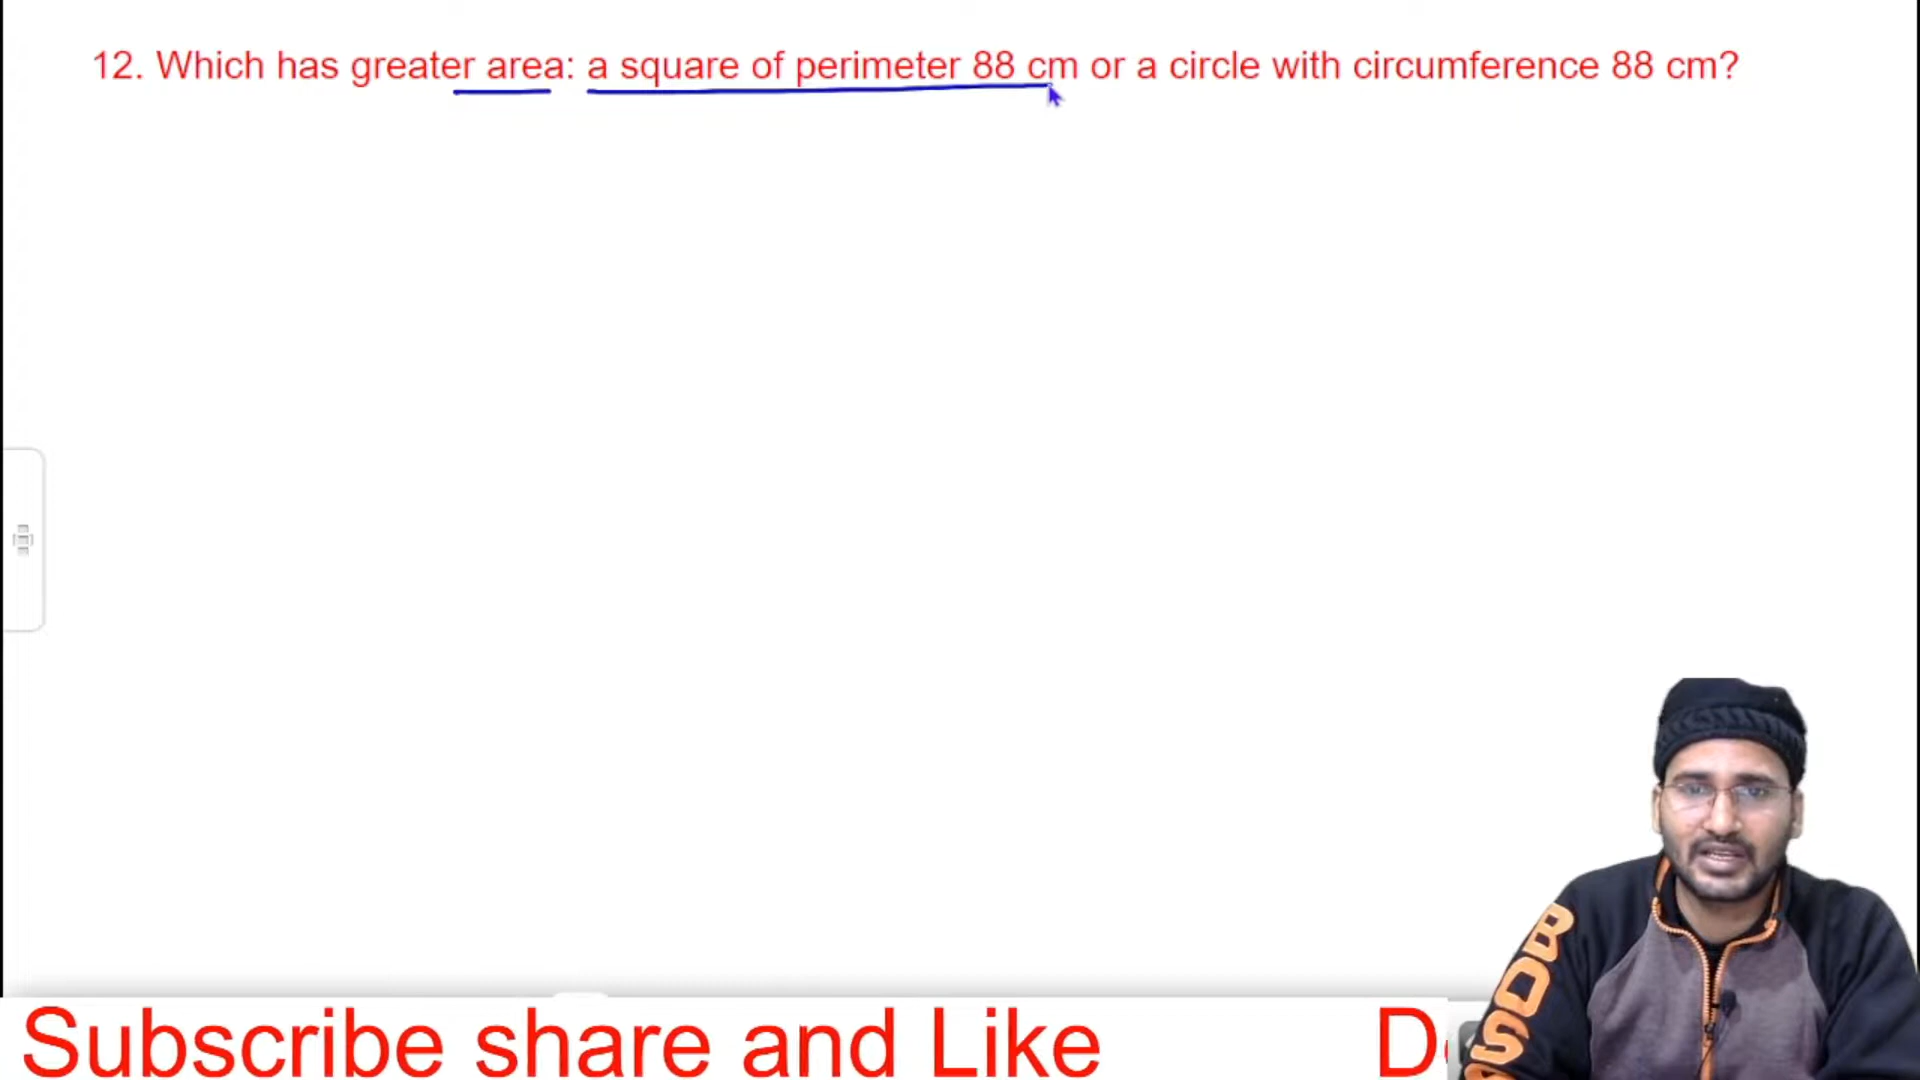 12. Which has greater area: a square of perimeter 88 cm or a circle with circumference 88 cm?
BOSS
Subscribe share and Like